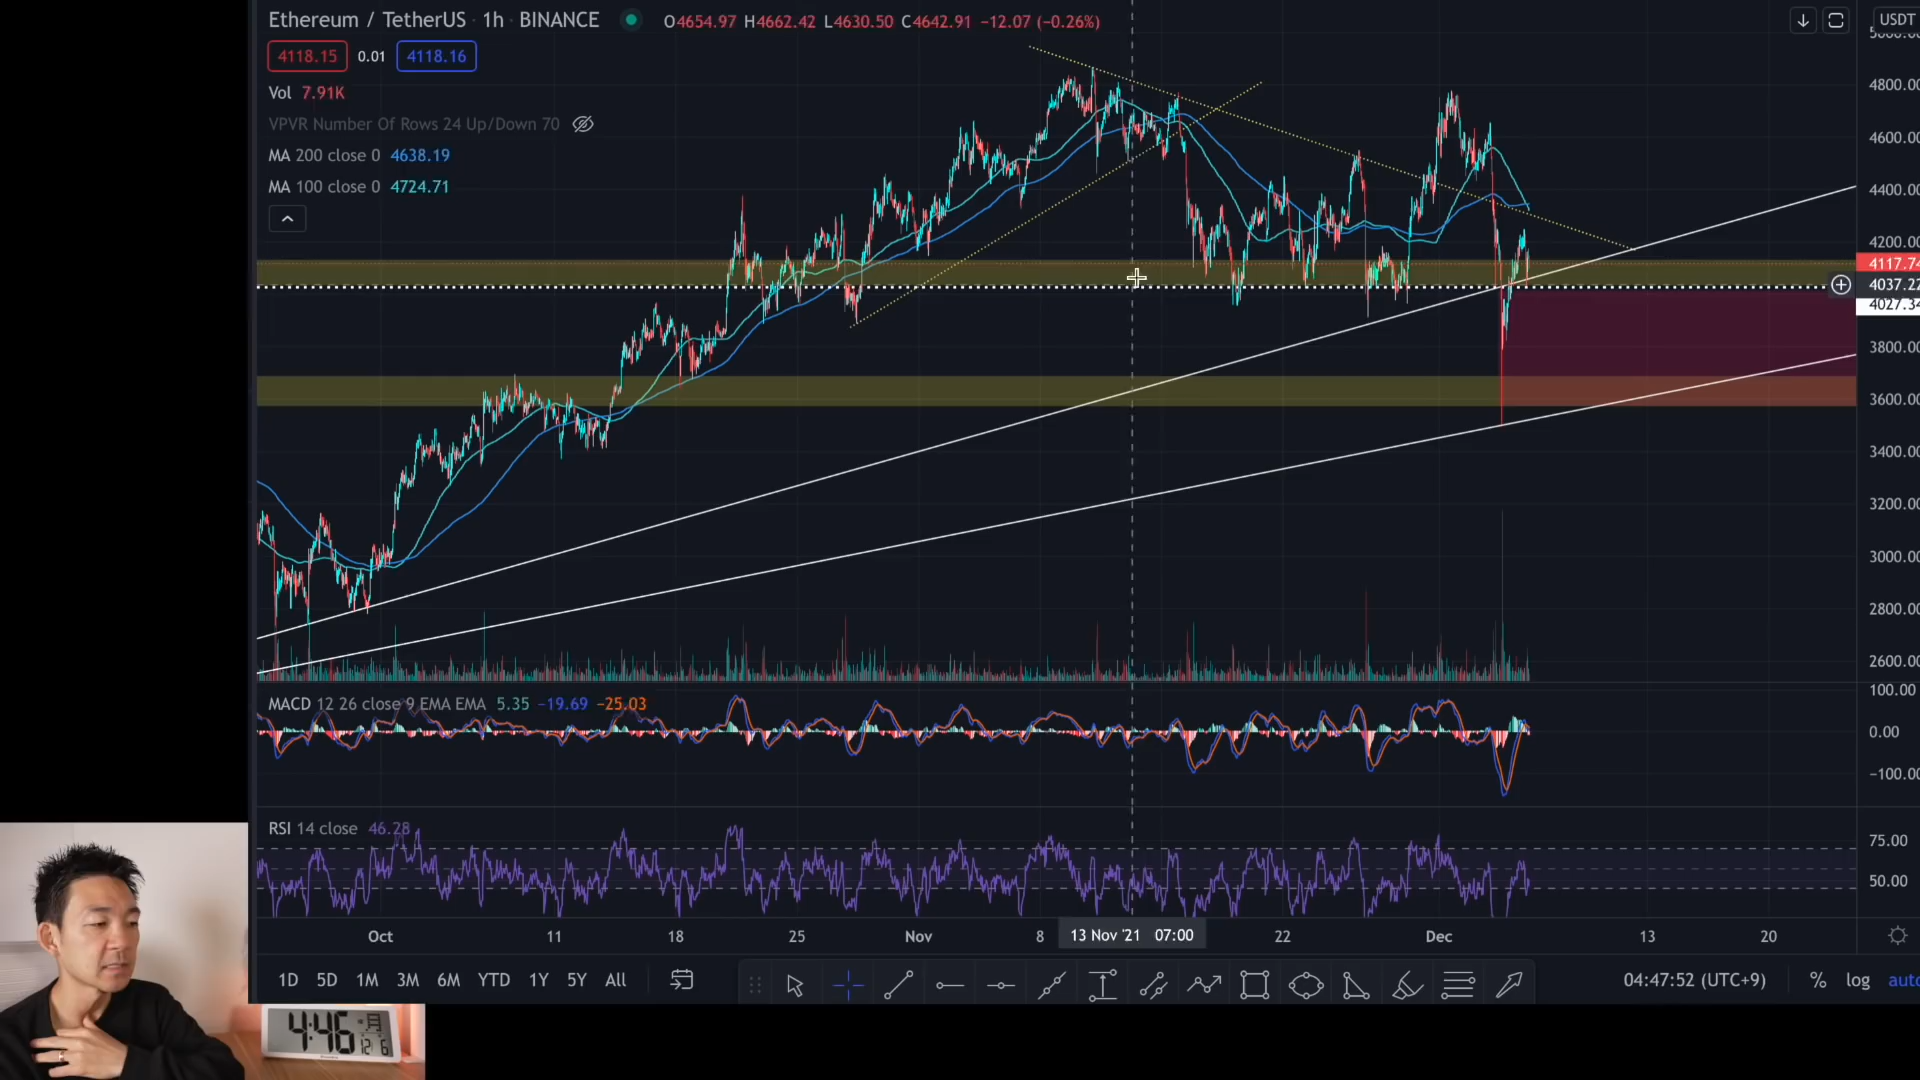 Ethereum / TetherUS · 1h · BINANCE
O4654.97 H4662.42 L4630.50 C4642.91 −12.07 (−0.26%)
USDT
4118.15 0.01 4118.16
Vol 7.91K
VPVR Number Of Rows 24 Up/Down 70
MA 200 close 0 4638.19
MA 100 close 0 4724.71
4800.00
4600.00
4400.00
4200.00
4117.74
4037.22
4027.34
3800.00
3600.00
3400.00
3200.00
3000.00
2800.00
2600.00
MACD 12 26 close 9 EMA EMA 5.35 −19.69 −25.03
100.00
0.00
−100.00
RSI 14 close 46.28
75.00
50.00
Oct 11 18 25 Nov 8 13 Nov '21 07:00 22 Dec 13 20
1D 5D 1M 3M 6M YTD 1Y 5Y All
04:47:52 (UTC+9) % log auto
4:46 月
12 6